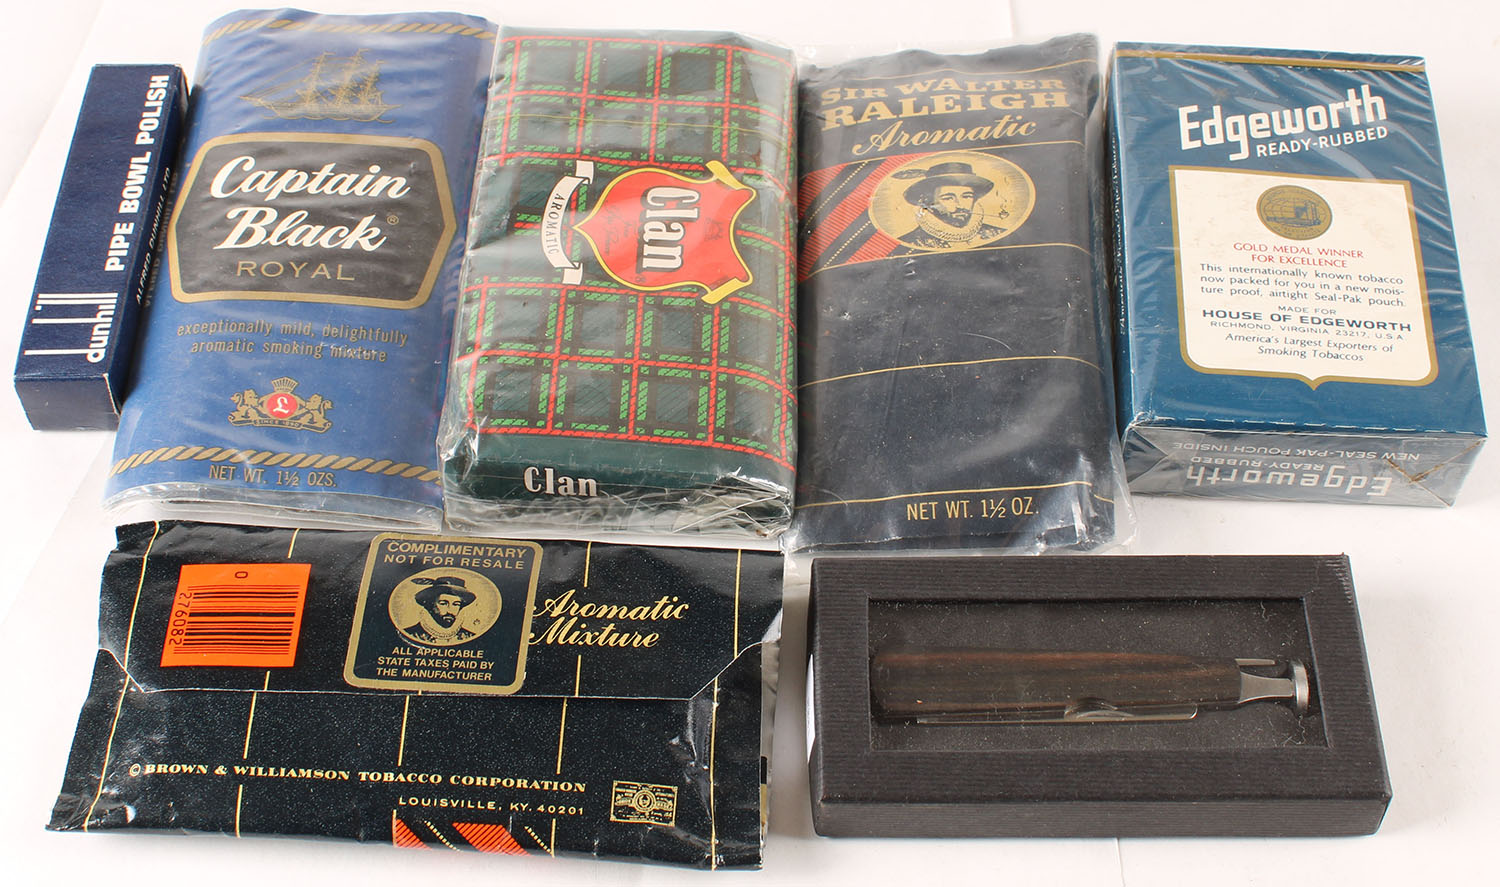 dunhill
PIPE BOWL POLISH
Captain
Black®
ROYAL
exceptionally mild, delightfully
aromatic smoking mixture
L
SINCE 1890
NET WT. 1½ OZS.
Clan
AROMATIC
Clan
SIR WALTER
RALEIGH
Aromatic
NET WT. 1½ OZ.
Edgeworth
READY-RUBBED
GOLD MEDAL WINNER
FOR EXCELLENCE
This internationally known tobacco
now packed for you in a new mois-
ture proof, airtight Seal-Pak pouch.
MADE FOR
HOUSE OF EDGEWORTH
RICHMOND, VIRGINIA 23217, U.S.A
America's Largest Exporters of
Smoking Tobaccos
NEW SEAL-PAK POUCH INSIDE
READY-RUBBED
Edgeworth
0
276082
COMPLIMENTARY
NOT FOR RESALE
ALL APPLICABLE
STATE TAXES PAID BY
THE MANUFACTURER
Aromatic
Mixture
© BROWN & WILLIAMSON TOBACCO CORPORATION
LOUISVILLE, KY. 40201